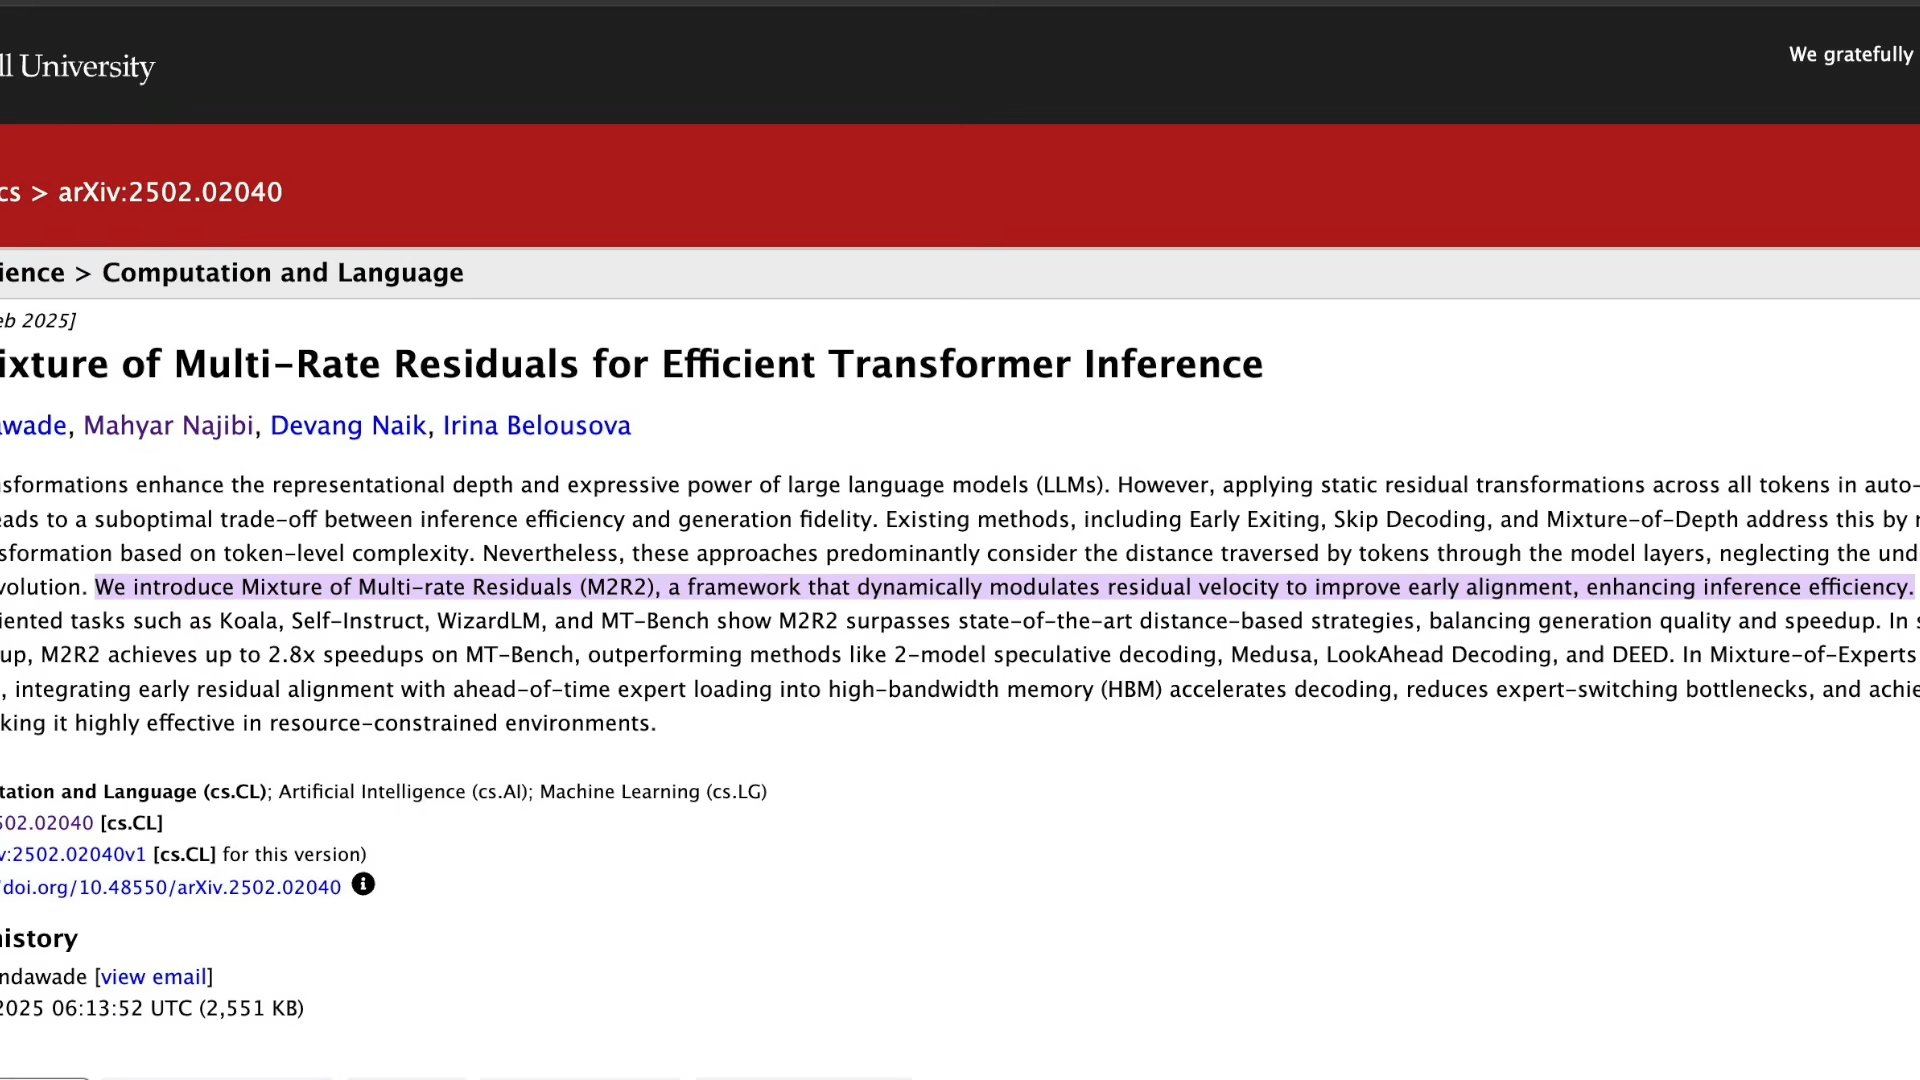 ll University
We gratefully
cs > arXiv:2502.02040
ience > Computation and Language
eb 2025]
ixture of Multi-Rate Residuals for Efficient Transformer Inference
awade, Mahyar Najibi, Devang Naik, Irina Belousova
nsformations enhance the representational depth and expressive power of large language models (LLMs). However, applying static residual transformations across all tokens in auto-
eads to a suboptimal trade-off between inference efficiency and generation fidelity. Existing methods, including Early Exiting, Skip Decoding, and Mixture-of-Depth address this by
sformation based on token-level complexity. Nevertheless, these approaches predominantly consider the distance traversed by tokens through the model layers, neglecting the und
volution. We introduce Mixture of Multi-rate Residuals (M2R2), a framework that dynamically modulates residual velocity to improve early alignment, enhancing inference efficiency.
iented tasks such as Koala, Self-Instruct, WizardLM, and MT-Bench show M2R2 surpasses state-of-the-art distance-based strategies, balancing generation quality and speedup. In s
up, M2R2 achieves up to 2.8x speedups on MT-Bench, outperforming methods like 2-model speculative decoding, Medusa, LookAhead Decoding, and DEED. In Mixture-of-Experts
, integrating early residual alignment with ahead-of-time expert loading into high-bandwidth memory (HBM) accelerates decoding, reduces expert-switching bottlenecks, and achie
king it highly effective in resource-constrained environments.
tation and Language (cs.CL); Artificial Intelligence (cs.AI); Machine Learning (cs.LG)
502.02040 [cs.CL]
v:2502.02040v1 [cs.CL] for this version)
/doi.org/10.48550/arXiv.2502.02040
history
ndawade [view email]
2025 06:13:52 UTC (2,551 KB)